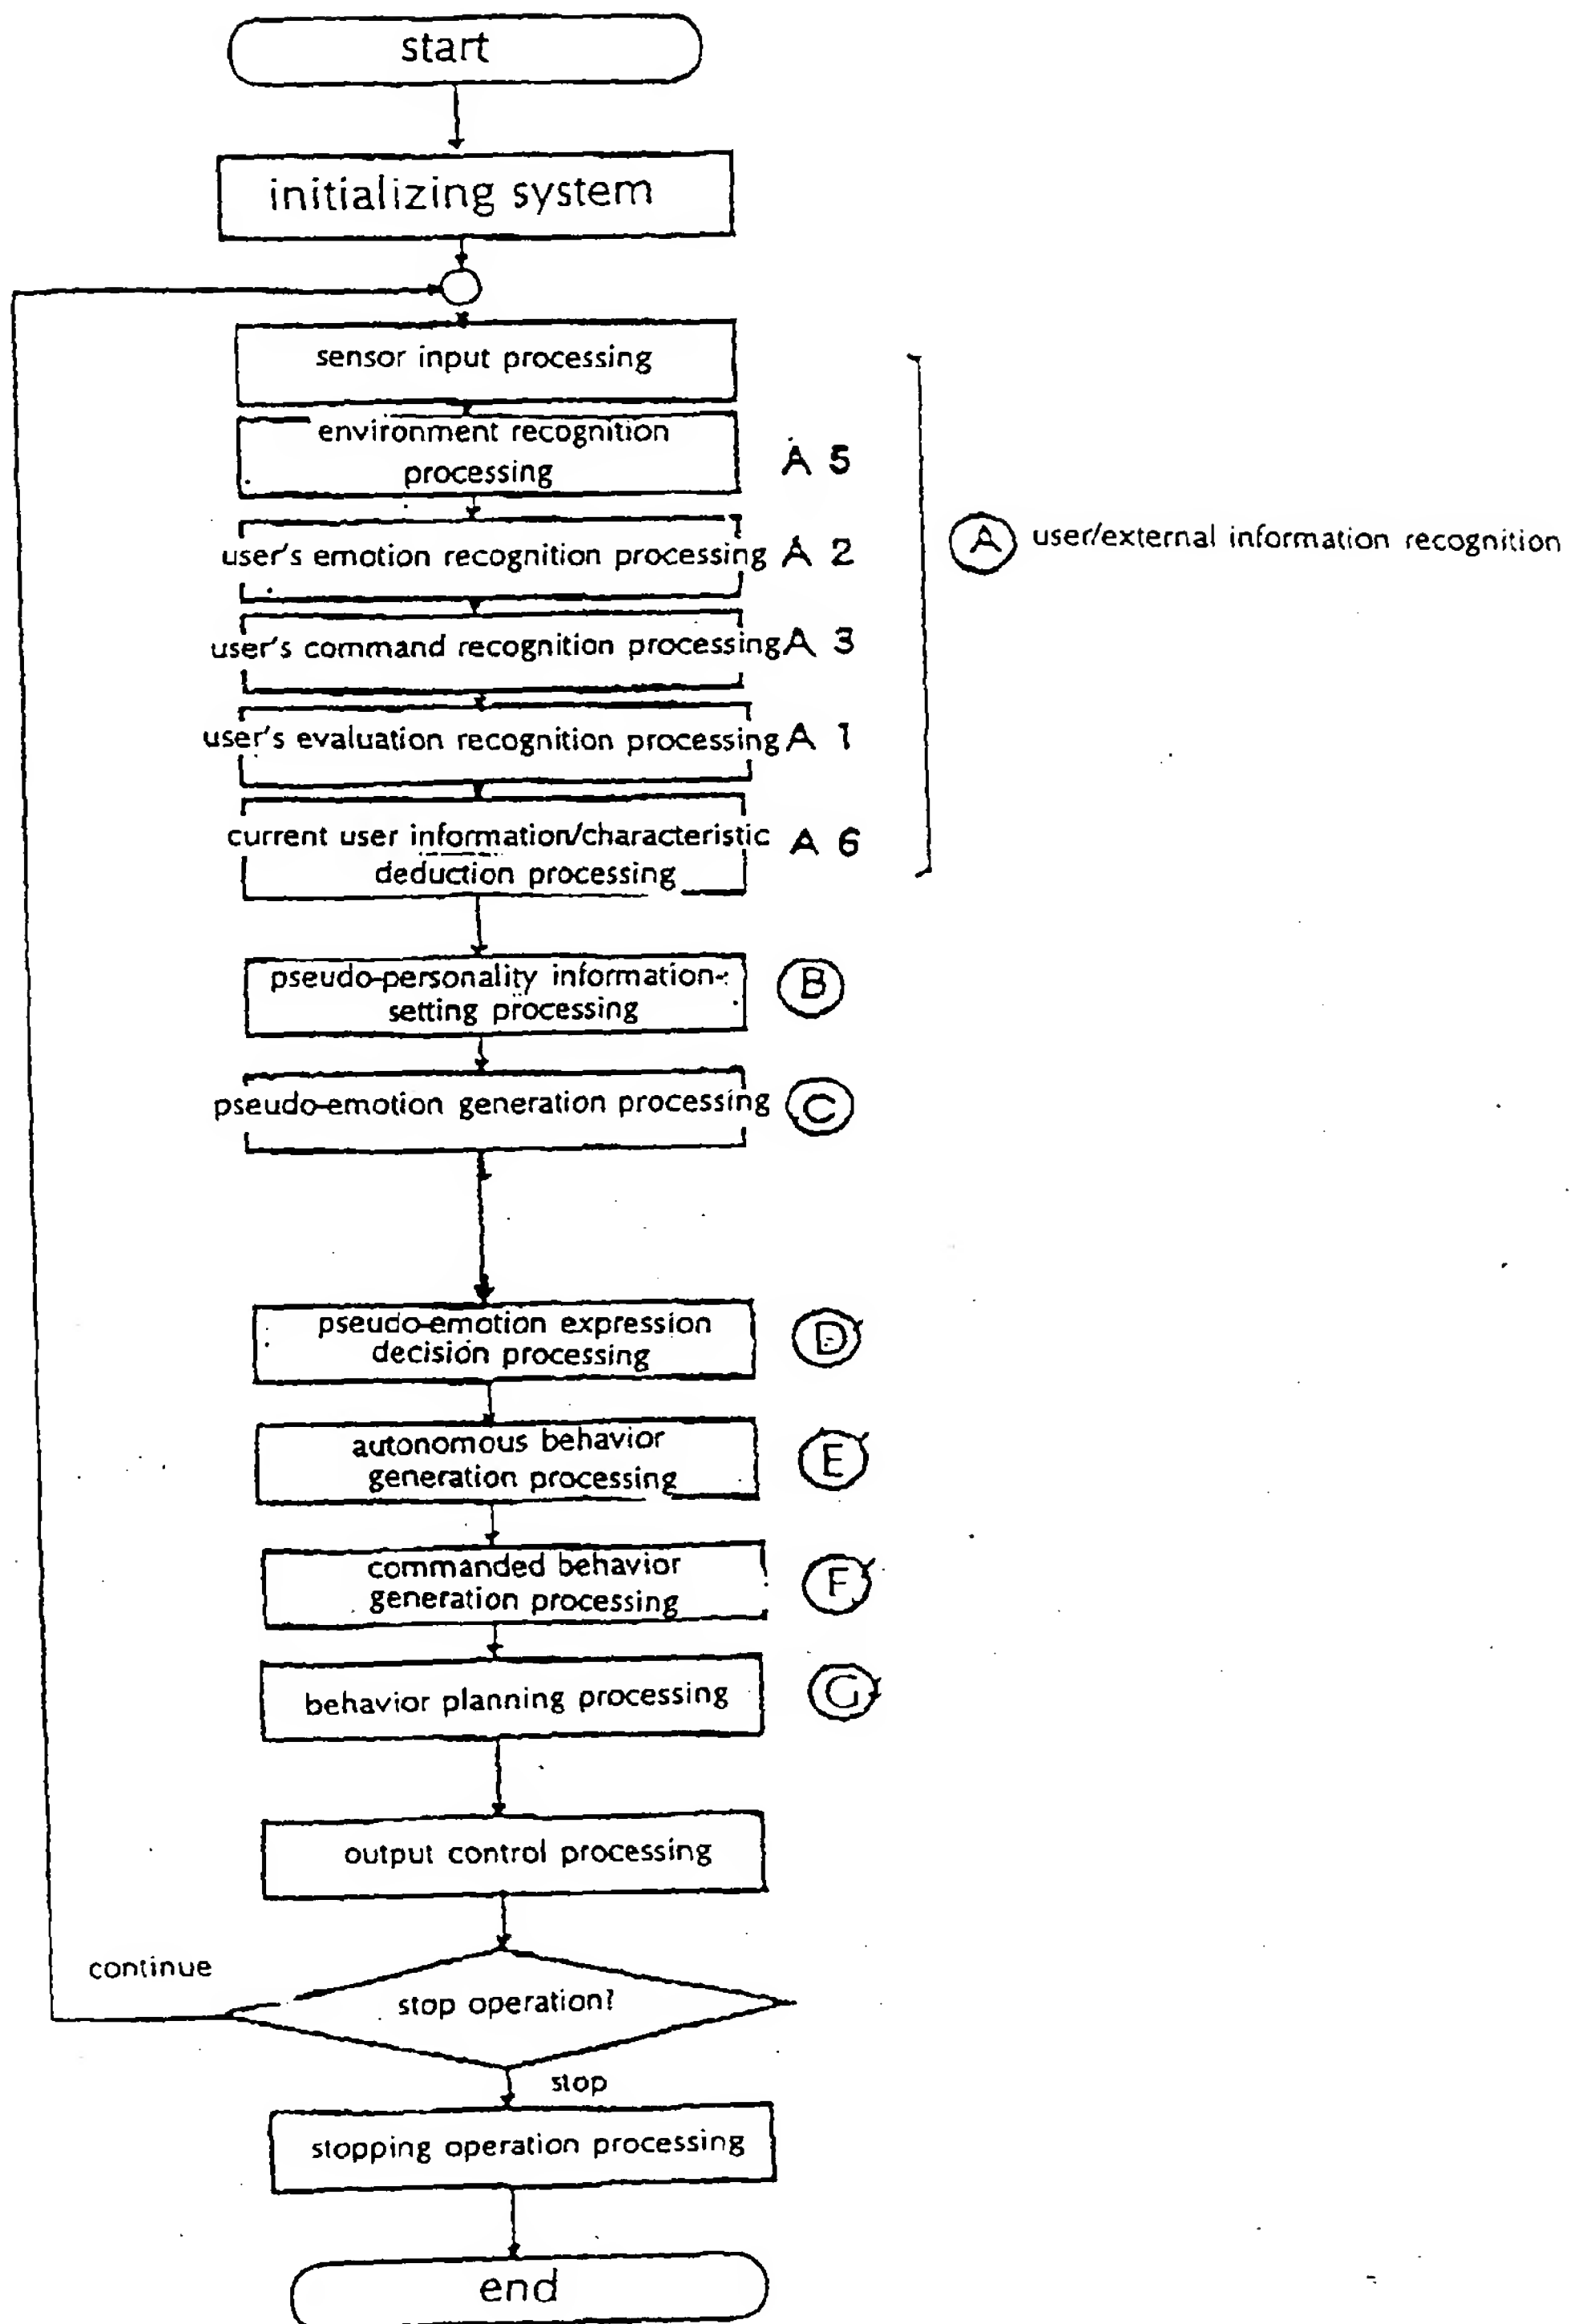 start
initializing system
sensor input processing
environment recognition
processing
A 5
user's emotion recognition processing A 2
A user/external information recognition
user's command recognition processing A 3
user's evaluation recognition processing A 1
current user information/characteristic
deduction processing
A 6
pseudo-personality information-
setting processing
B
pseudo-emotion generation processing
C
pseudo-emotion expression
decision processing
D
autonomous behavior
generation processing
E
commanded behavior
generation processing
F
behavior planning processing
G
output control processing
continue
stop operation?
stop
stopping operation processing
end